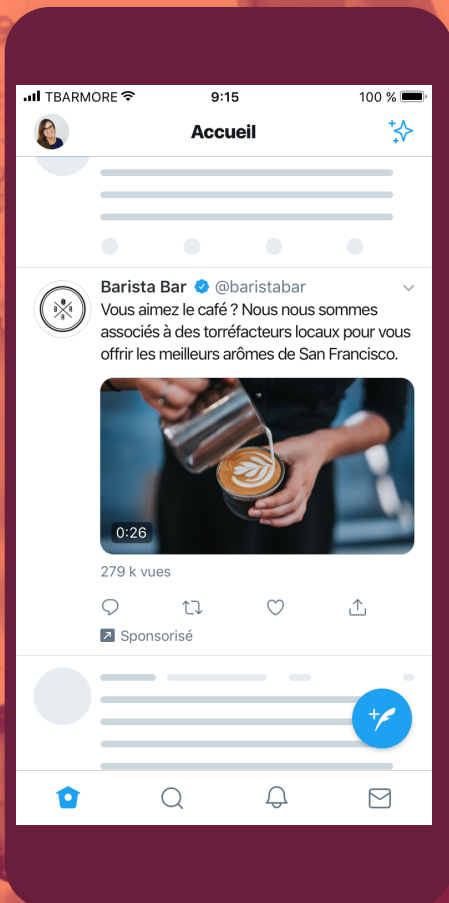 TBARMORE 9:15 100 %
Accueil
Barista Bar @baristabar
Vous aimez le café ? Nous nous sommes
associés à des torréfacteurs locaux pour vous
offrir les meilleurs arômes de San Francisco.
0:26
279 k vues
Sponsorisé